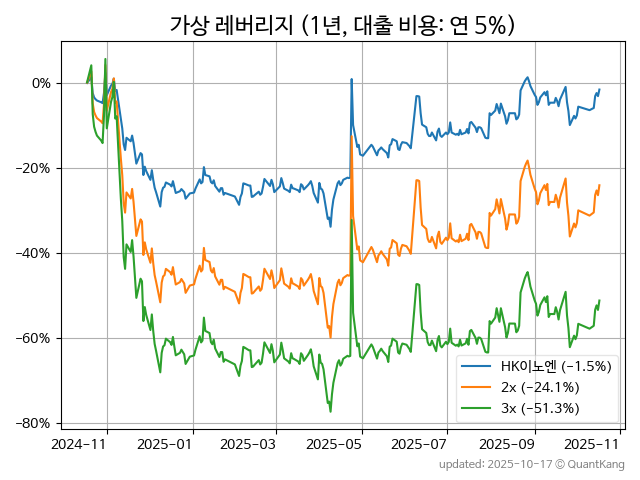 가상 레버리지 (1년, 대출 비용: 연 5%)
0%
−20%
−40%
−60%
−80%
HK이노엔 (−1.5%)
2x (−24.1%)
3x (−51.3%)
2024-11
2025-01
2025-03
2025-05
2025-07
2025-09
2025-11
updated: 2025-10-17 © QuantKang